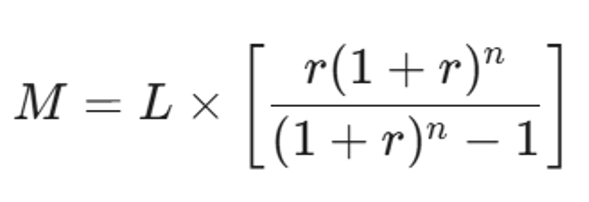 M = L × [ r(1 + r)^n / (1 + r)^n − 1 ]